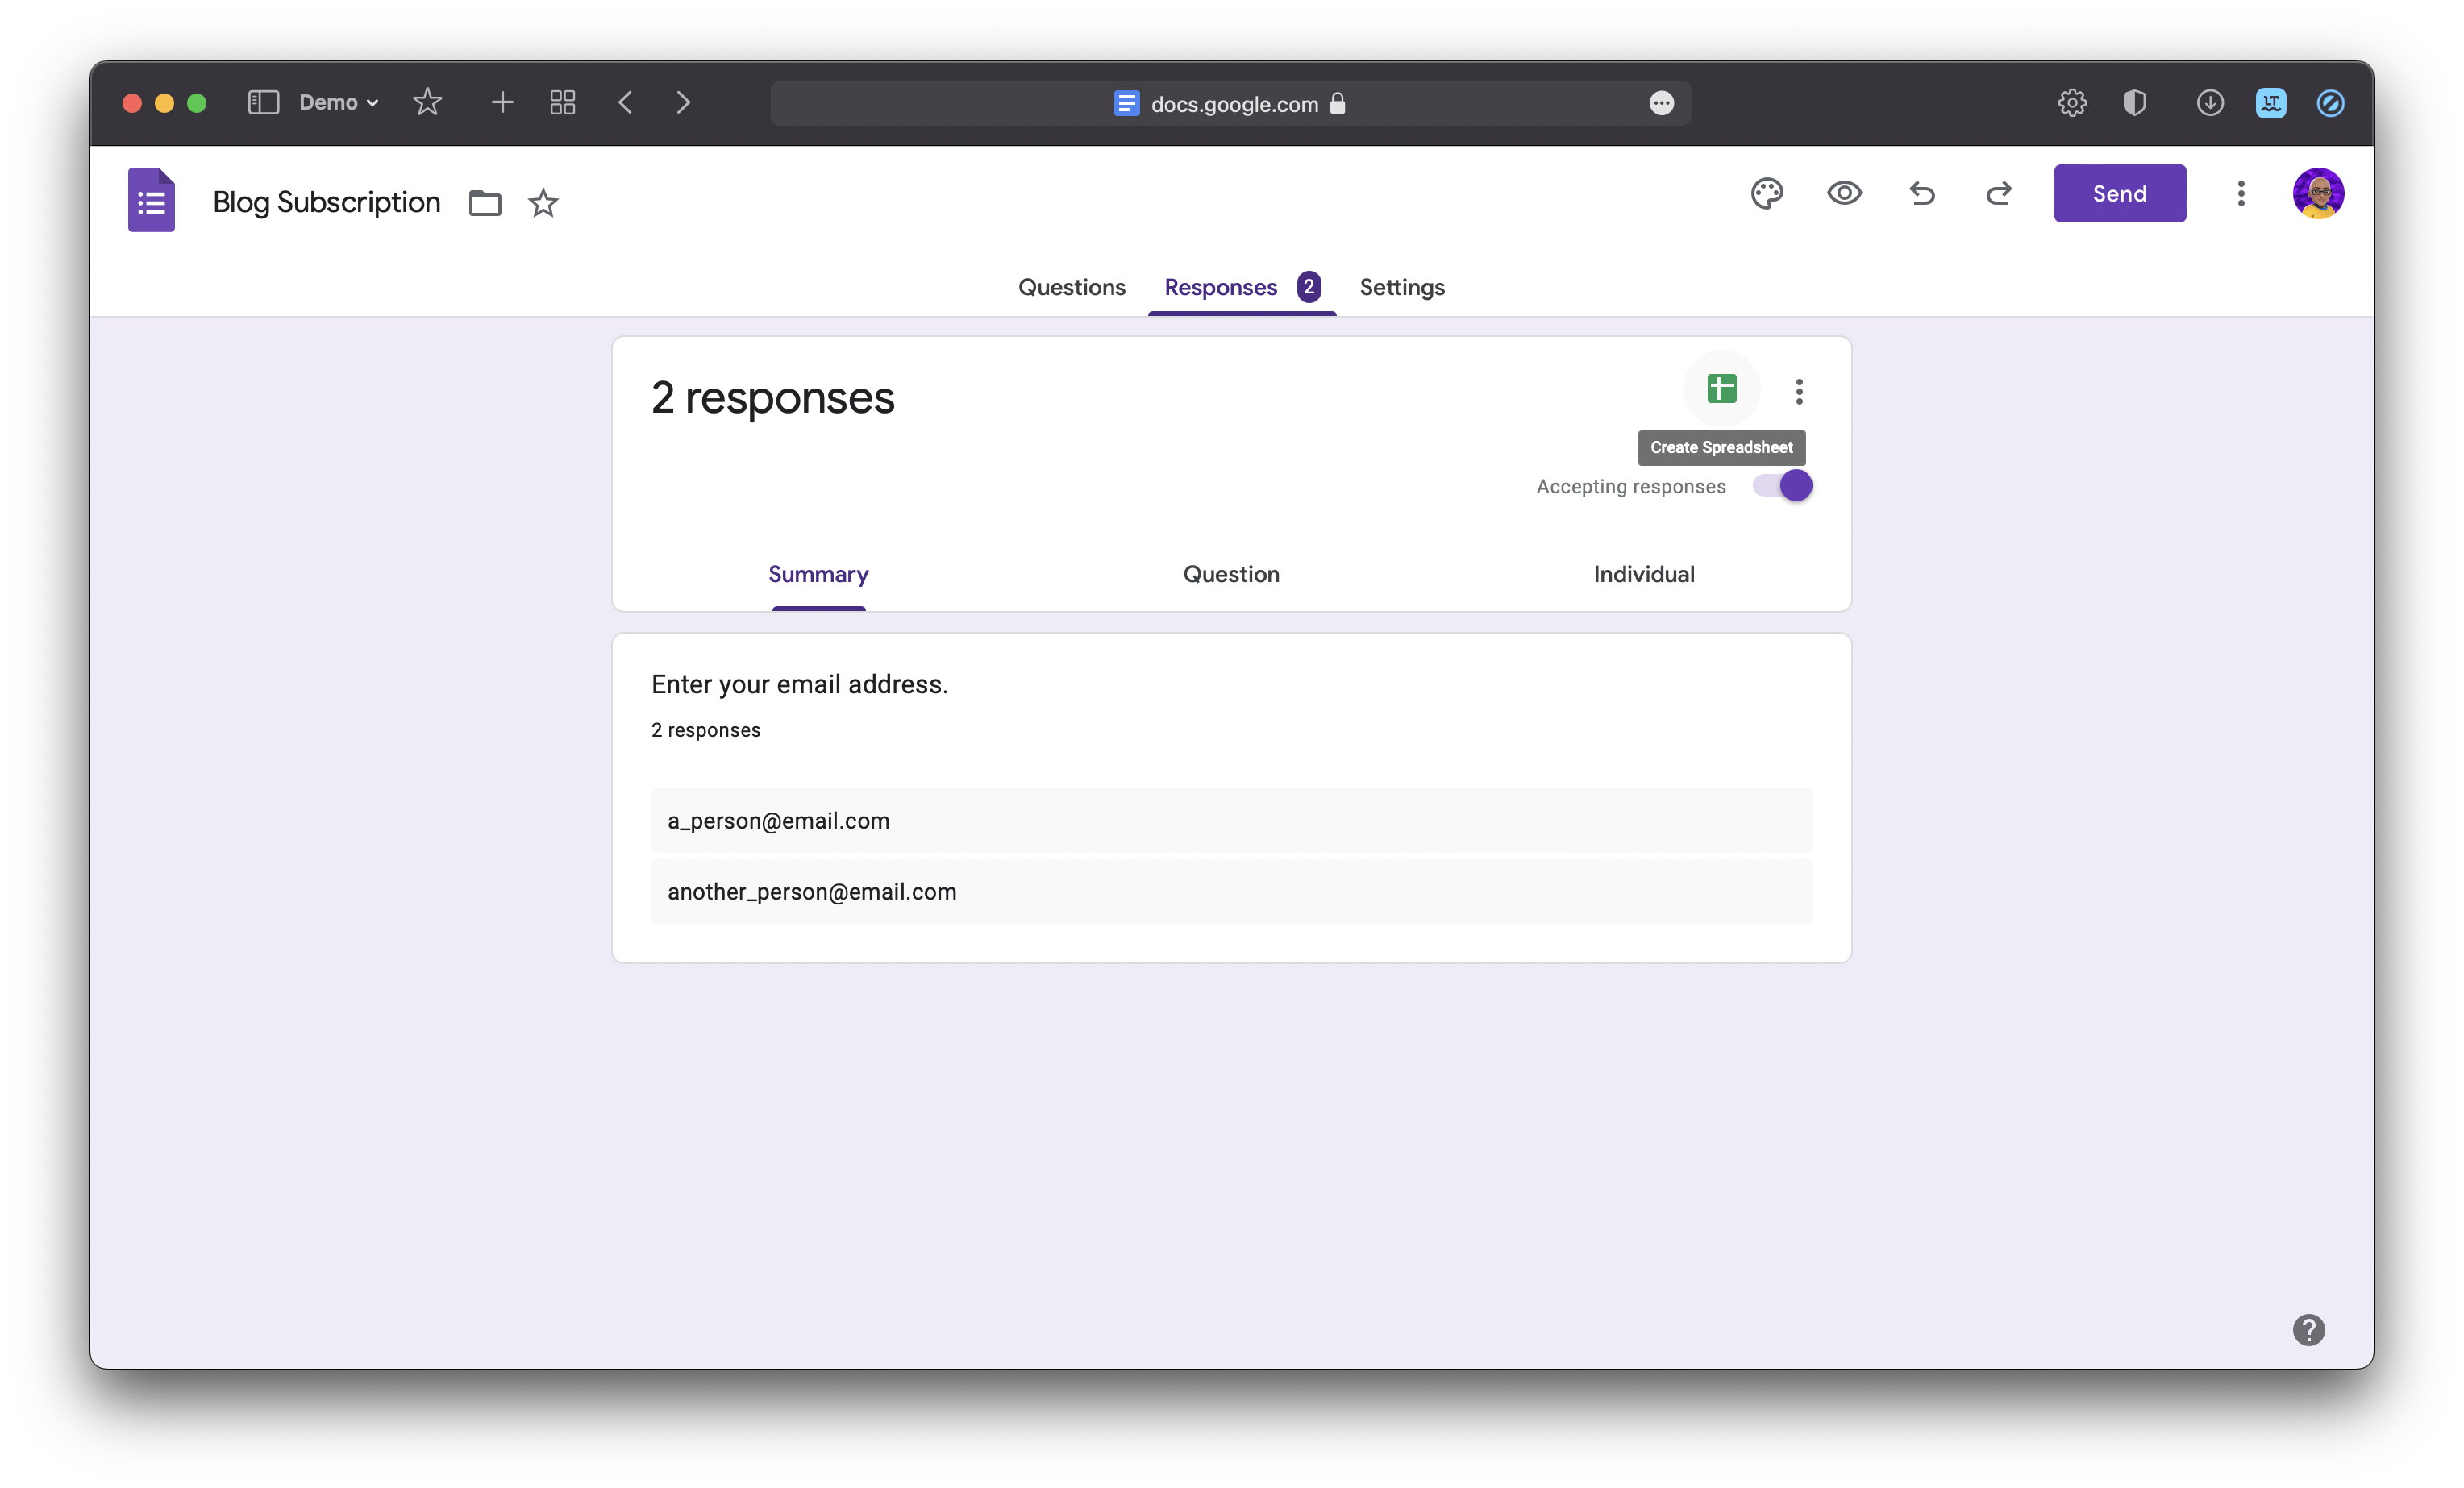 Demo
docs.google.com
LT
Blog Subscription
Send
Questions
Responses 2
Settings
2 responses
Create Spreadsheet
Accepting responses
Summary
Question
Individual
Enter your email address.
2 responses
a_person@email.com
another_person@email.com
?